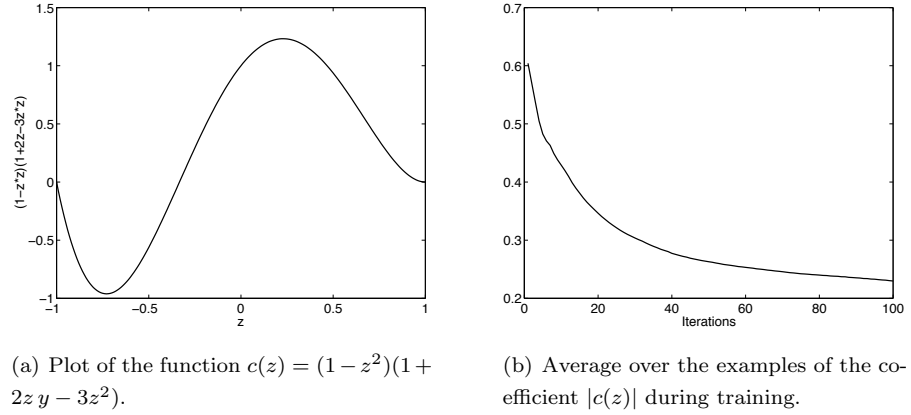 1.5
1
0.5
0
−0.5
−1
(1−z*z)(1+2z−3z*z)
−1 −0.5 0 0.5 1
z
0.7
0.6
0.5
0.4
0.3
0.2
0 20 40 60 80 100
Iterations
(a) Plot of the function c(z) = (1 − z²)(1 +
2z y − 3z²).
(b) Average over the examples of the co-
efficient |c(z)| during training.